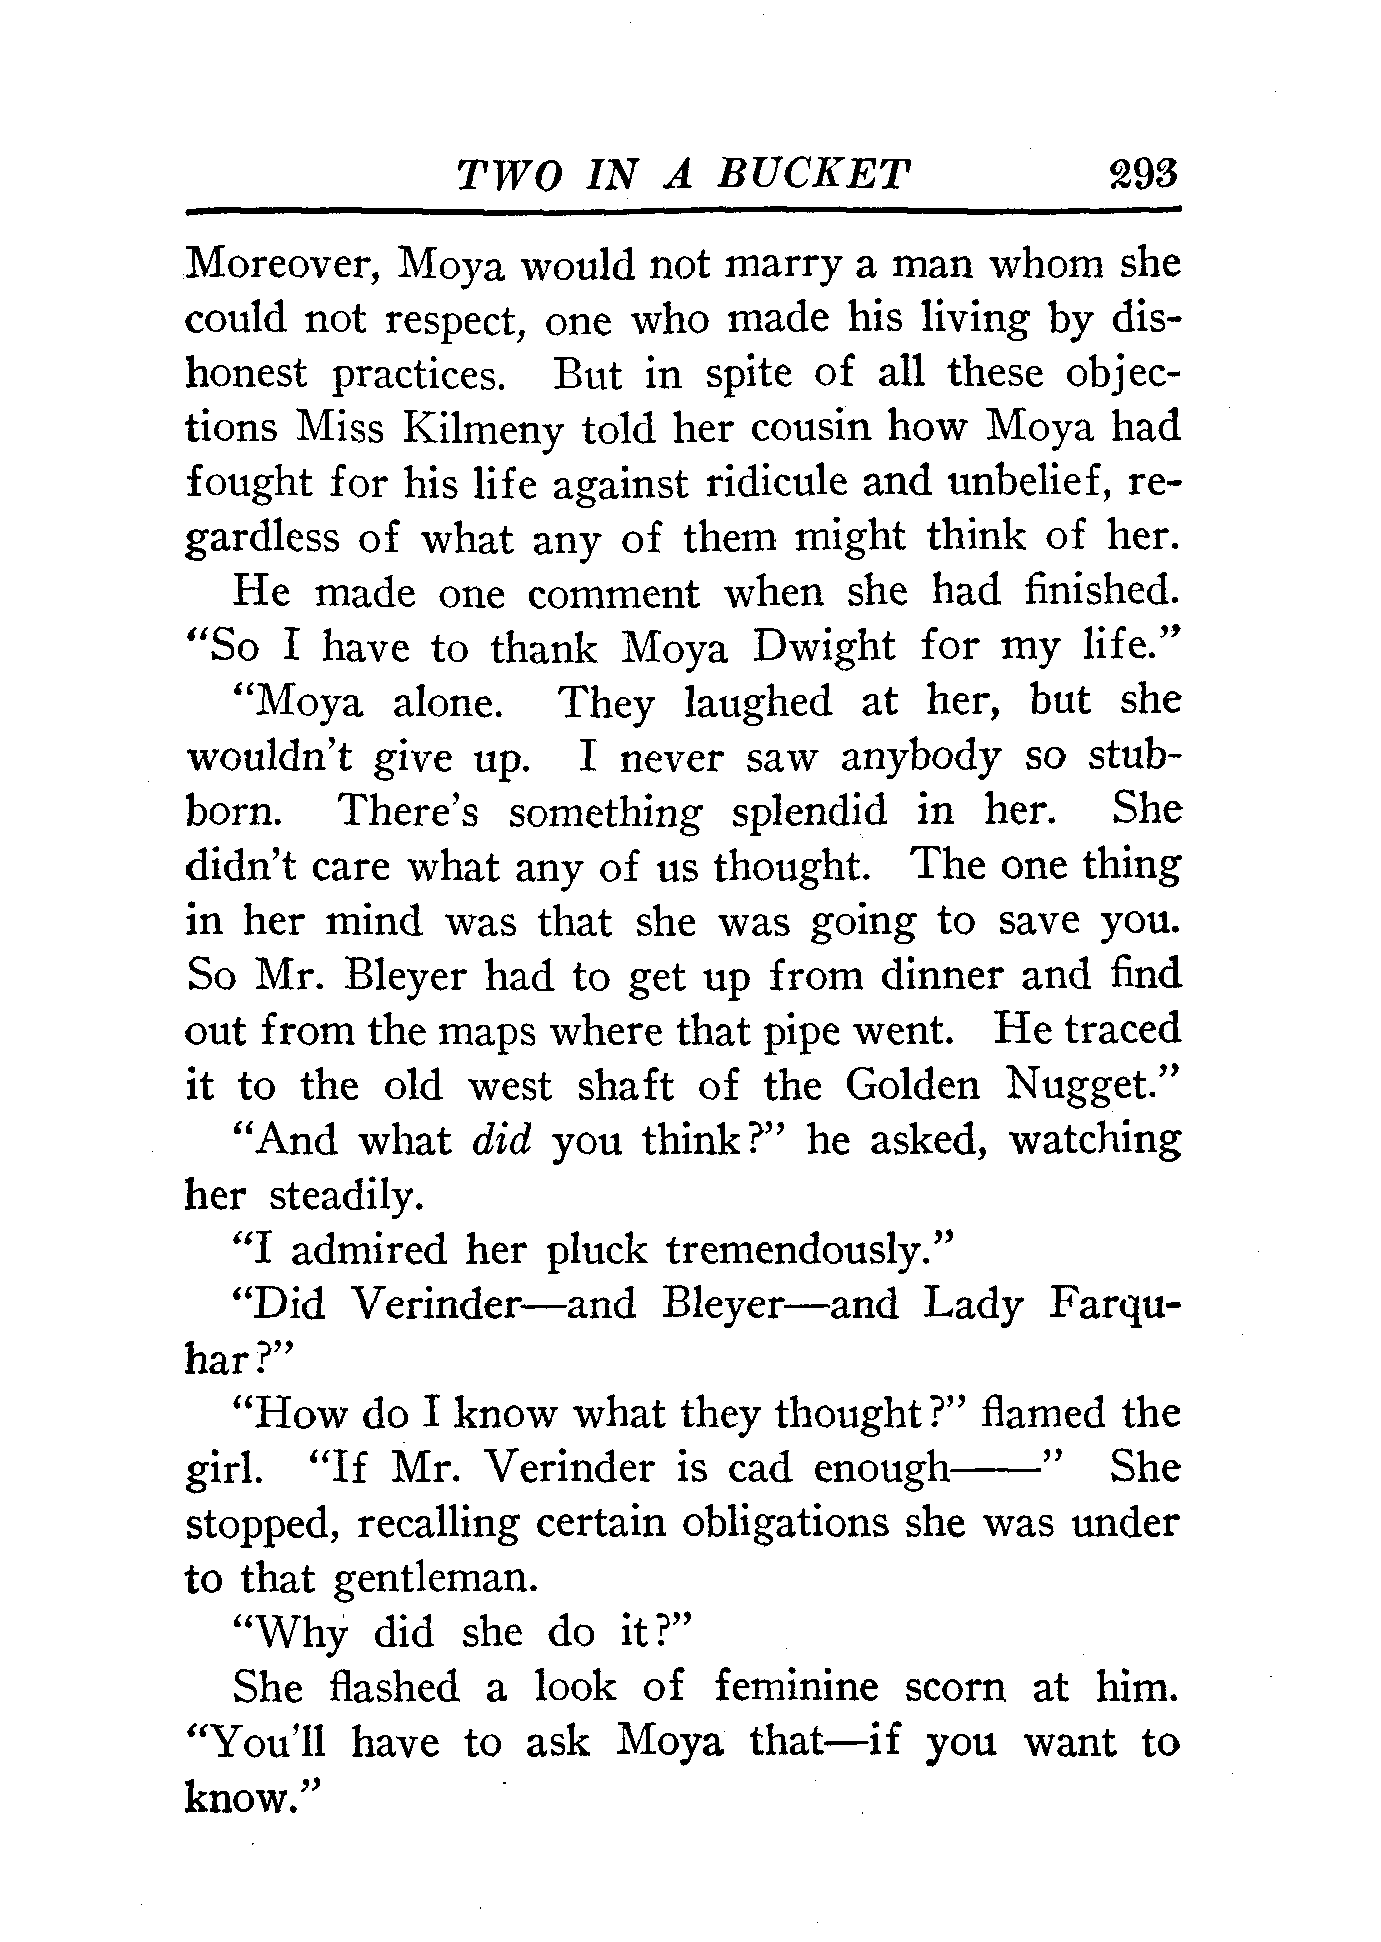 TWO IN A BUCKET 293
Moreover, Moya would not marry a man whom she
could not respect, one who made his living by dis-
honest practices. But in spite of all these objec-
tions Miss Kilmeny told her cousin how Moya had
fought for his life against ridicule and unbelief, re-
gardless of what any of them might think of her.
He made one comment when she had finished.
“So I have to thank Moya Dwight for my life.”
“Moya alone. They laughed at her, but she
wouldn’t give up. I never saw anybody so stub-
born. There’s something splendid in her. She
didn’t care what any of us thought. The one thing
in her mind was that she was going to save you.
So Mr. Bleyer had to get up from dinner and find
out from the maps where that pipe went. He traced
it to the old west shaft of the Golden Nugget.”
“And what did you think?” he asked, watching
her steadily.
“I admired her pluck tremendously.”
“Did Verinder—and Bleyer—and Lady Farqu-
har?”
“How do I know what they thought?” flamed the
girl. “If Mr. Verinder is cad enough——” She
stopped, recalling certain obligations she was under
to that gentleman.
“Why did she do it?”
She flashed a look of feminine scorn at him.
“You’ll have to ask Moya that—if you want to
know.”